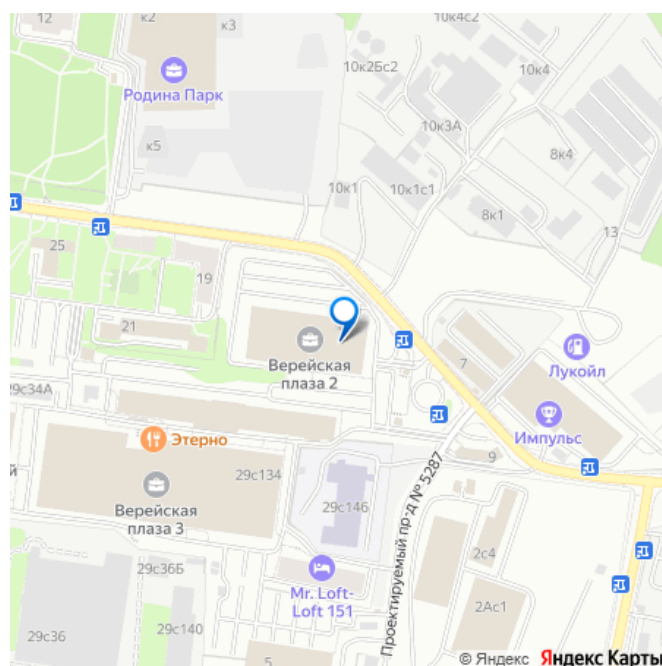 12
к2
к3
10к4с2
10к2Бс2
10к4
Родина Парк
10к3А
8к4
к5
10к1
10к1с1
8к1
13
25
19
21
Верейская
плаза 2
7
Лукойл
29с34А
Этерно
Импульс
9
й
29с134
Верейская
плаза 3
29с146
Проектируемый пр-д № 5287
2с4
29с36Б
Mr. Loft-
Loft 151
2Ас1
29с36
29с140
5
© Яндекс Яндекс Карты